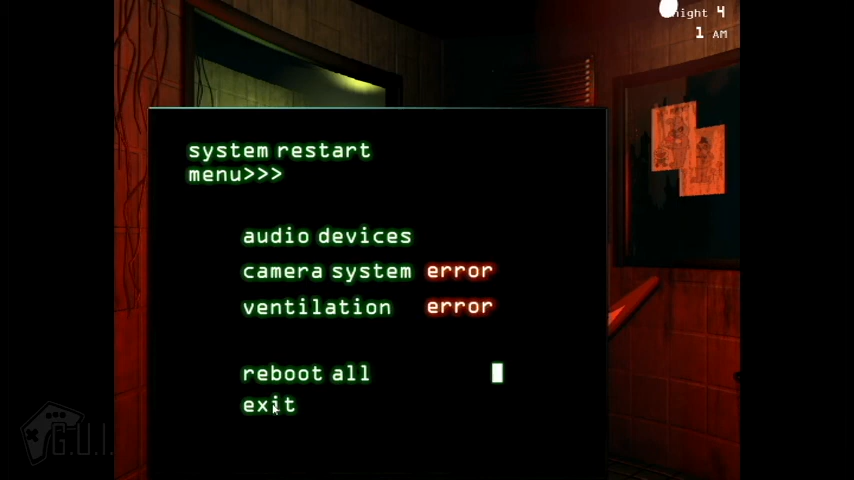 night 4
1 AM
system restart
menu>>>
audio devices
camera system error
ventilation error
reboot all
exit
G.U.I.